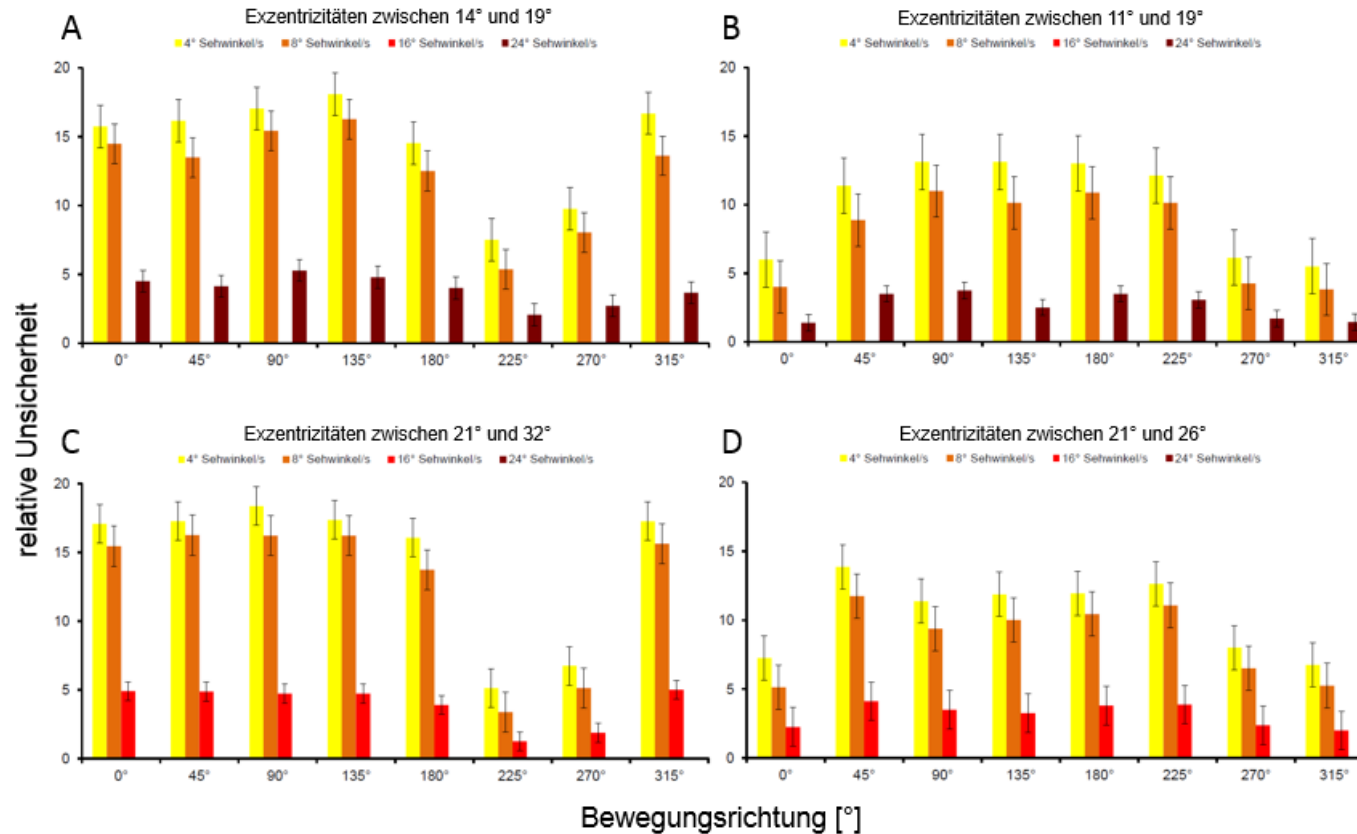 A
Exzentrizitäten zwischen 14° und 19°
4° Sehwinkel/s 8° Sehwinkel/s 16° Sehwinkel/s 24° Sehwinkel/s
20
15
10
5
0
0° 45° 90° 135° 180° 225° 270° 315°
B
Exzentrizitäten zwischen 11° und 19°
4° Sehwinkel/s 8° Sehwinkel/s 16° Sehwinkel/s 24° Sehwinkel/s
20
15
10
5
0
0° 45° 90° 135° 180° 225° 270° 315°
relative Unsicherheit
C
Exzentrizitäten zwischen 21° und 32°
4° Sehwinkel/s 8° Sehwinkel/s 16° Sehwinkel/s 24° Sehwinkel/s
20
15
10
5
0
0° 45° 90° 135° 180° 225° 270° 315°
D
Exzentrizitäten zwischen 21° und 26°
4° Sehwinkel/s 8° Sehwinkel/s 16° Sehwinkel/s 24° Sehwinkel/s
20
15
10
5
0
0° 45° 90° 135° 180° 225° 270° 315°
Bewegungsrichtung [°]